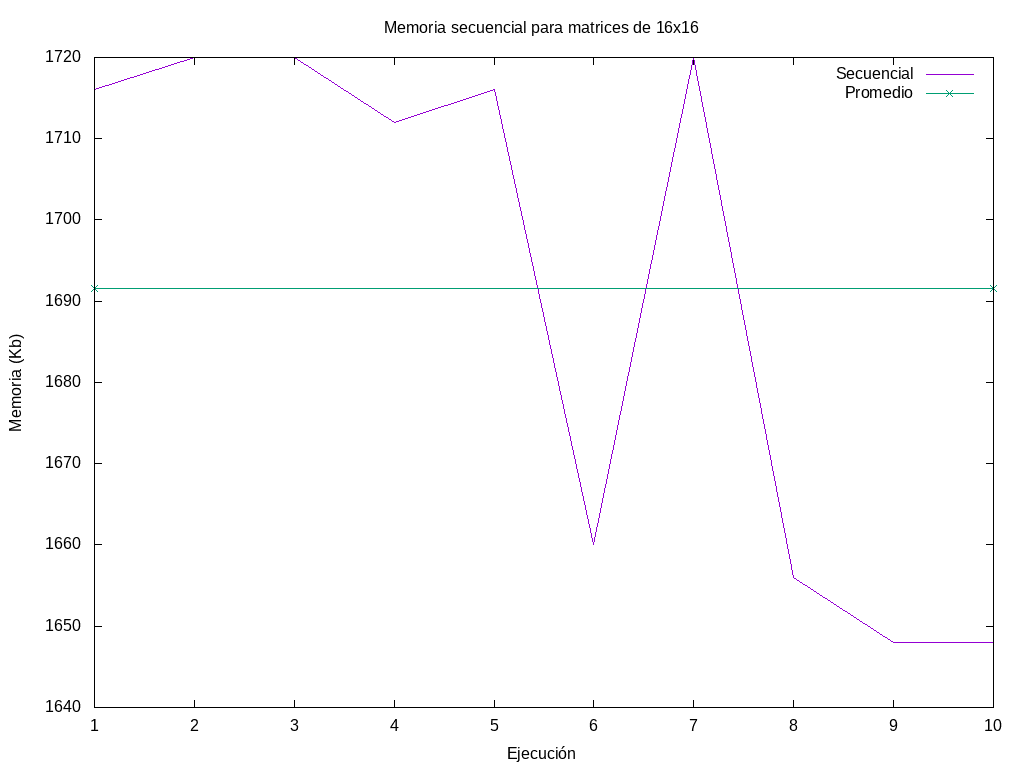 Memoria secuencial para matrices de 16x16
Secuencial
Promedio
1720
1710
1700
1690
1680
1670
1660
1650
1640
Memoria (Kb)
1 2 3 4 5 6 7 8 9 10
Ejecución